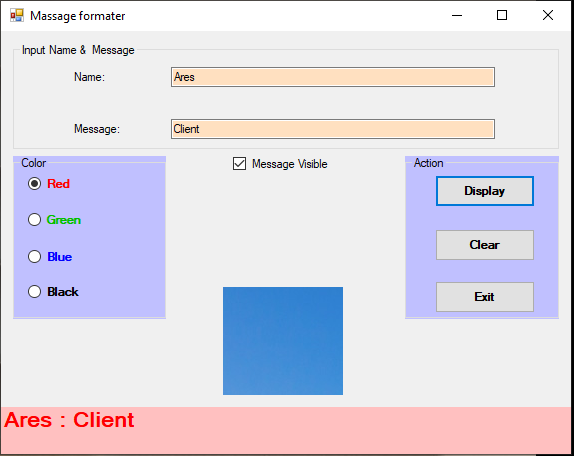 Massage formater
Input Name & Message
Name: Ares
Message: Client
Color
Red
Green
Blue
Black
Message Visible
Action
Display
Clear
Exit
Ares : Client